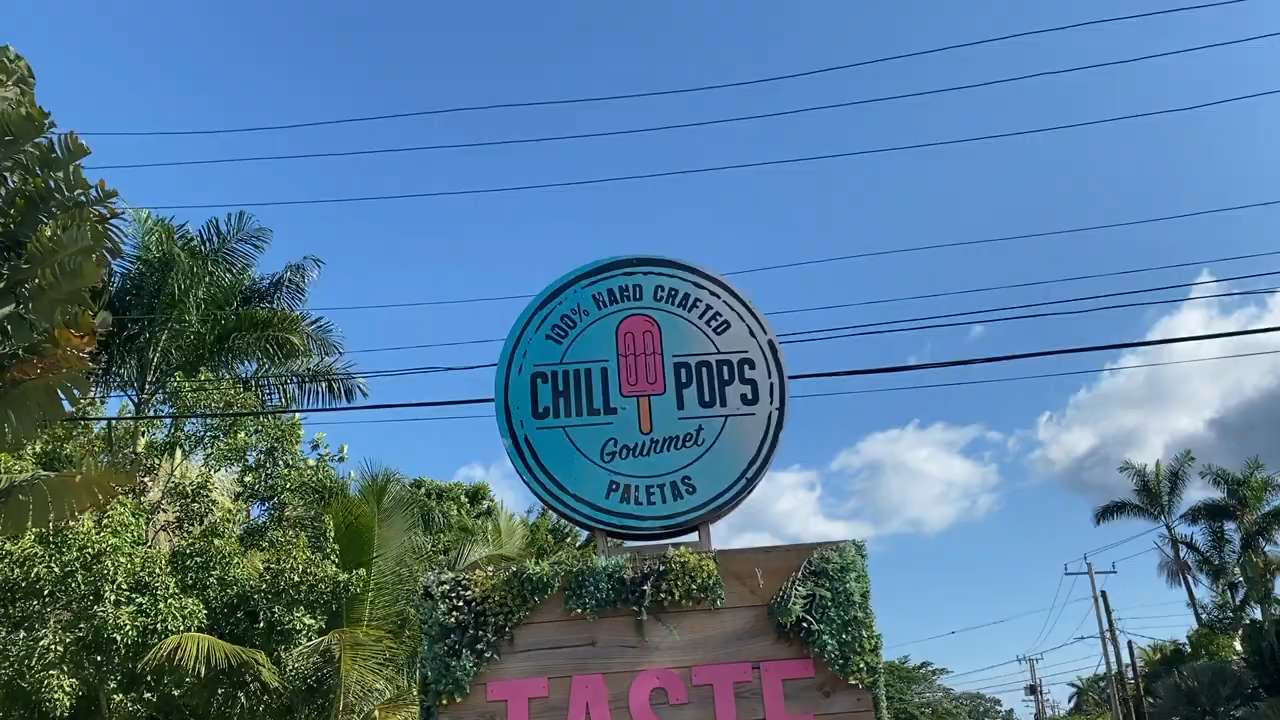 100% HAND CRAFTED
CHILL POPS
Gourmet
PALETAS
TASTE